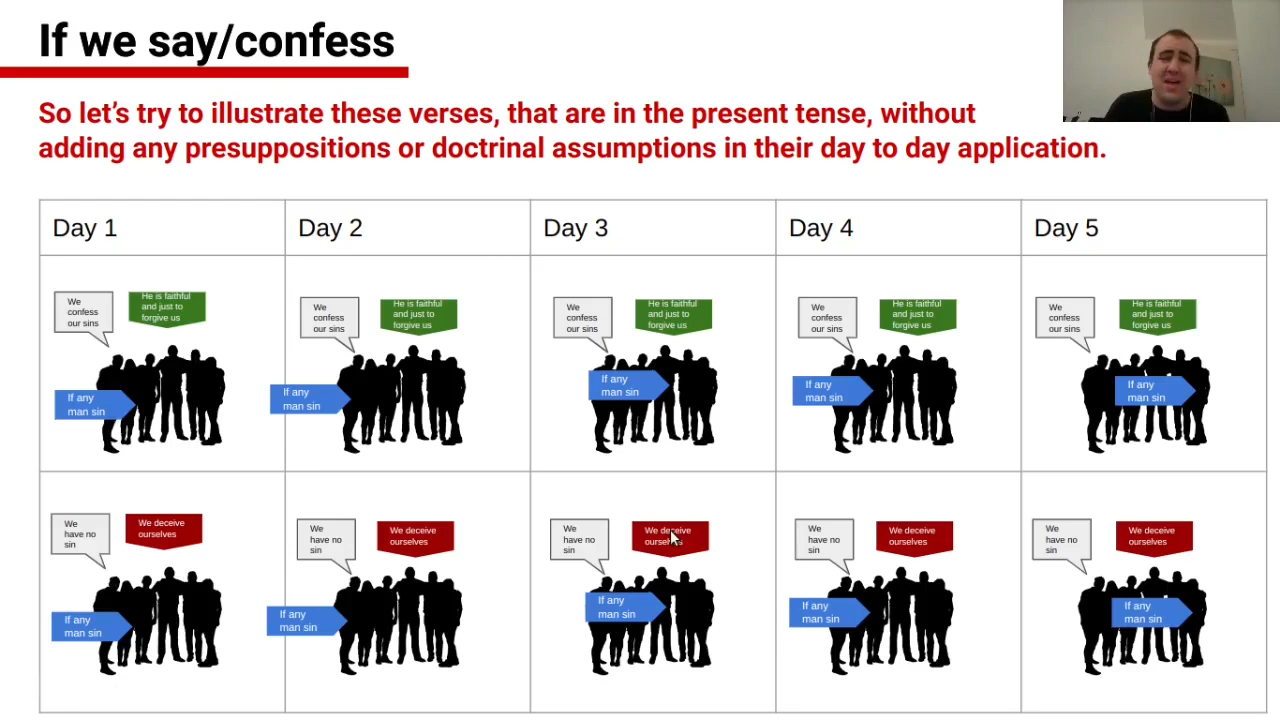 If we say/confess
So let's try to illustrate these verses, that are in the present tense, without
adding any presuppositions or doctrinal assumptions in their day to day application.
Day 1
Day 2
Day 3
Day 4
Day 5
We
confess
our sins
He is faithful
and just to
forgive us
If any
man sin
We
confess
our sins
He is faithful
and just to
forgive us
If any
man sin
We
confess
our sins
He is faithful
and just to
forgive us
If any
man sin
We
confess
our sins
He is faithful
and just to
forgive us
If any
man sin
We
confess
our sins
He is faithful
and just to
forgive us
If any
man sin
We
have no
sin
We deceive
ourselves
If any
man sin
We
have no
sin
We deceive
ourselves
If any
man sin
We
have no
sin
We deceive
ourselves
If any
man sin
We
have no
sin
We deceive
ourselves
If any
man sin
We
have no
sin
We deceive
ourselves
If any
man sin